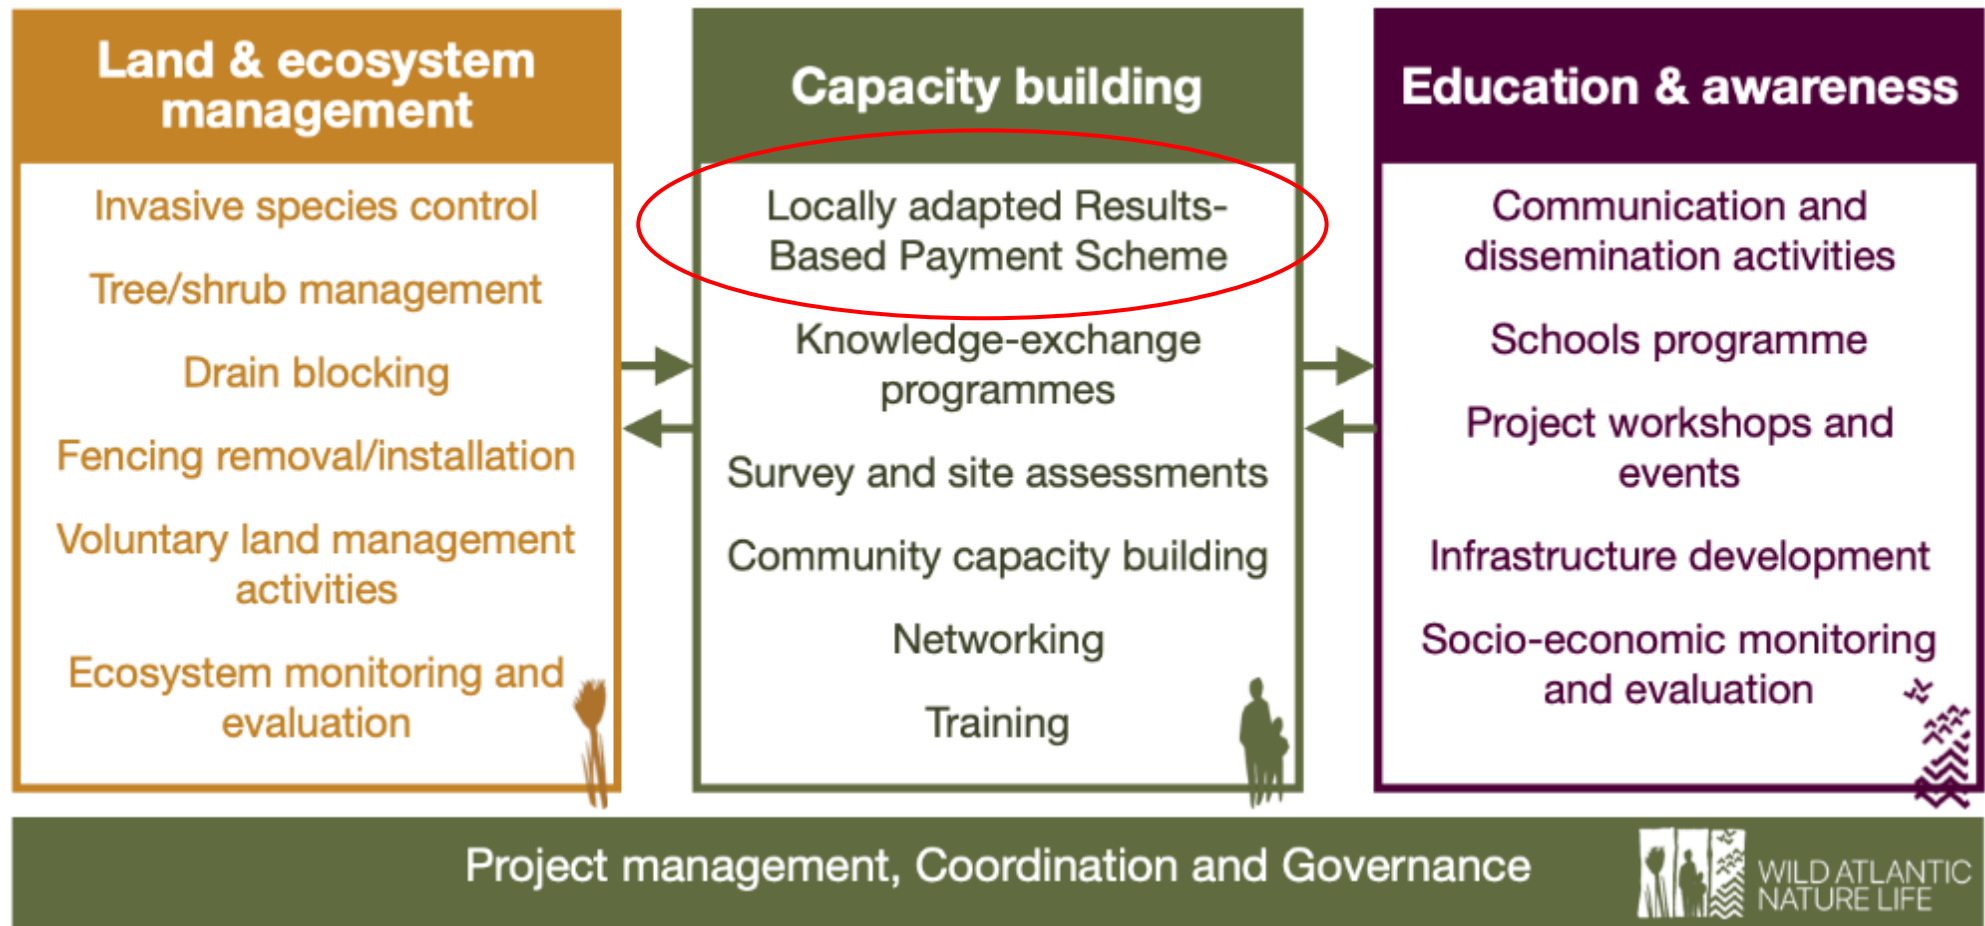 Land & ecosystem
management
Invasive species control
Tree/shrub management
Drain blocking
Fencing removal/installation
Voluntary land management
activities
Ecosystem monitoring and
evaluation
Capacity building
Locally adapted Results-
Based Payment Scheme
Knowledge-exchange
programmes
Survey and site assessments
Community capacity building
Networking
Training
Education & awareness
Communication and
dissemination activities
Schools programme
Project workshops and
events
Infrastructure development
Socio-economic monitoring
and evaluation
Project management, Coordination and Governance
WILD ATLANTIC
NATURE LIFE